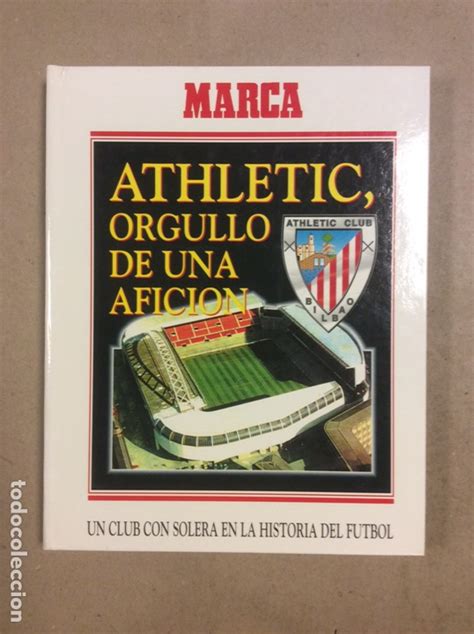 MARCA
ATHLETIC,
ORGULLO
DE UNA
AFICION
ATHLETIC CLUB
BILBAO
UN CLUB CON SOLERA EN LA HISTORIA DEL FUTBOL
todocoleccion